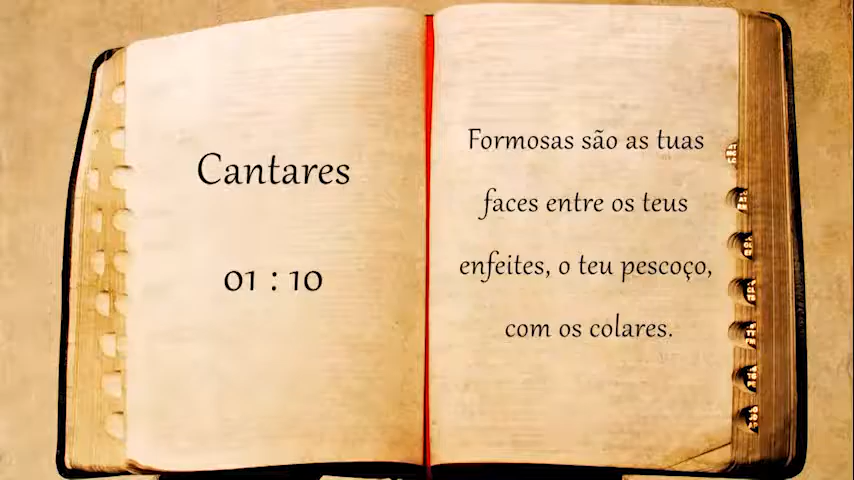 Cantares
01 : 10
Formosas são as tuas
faces entre os teus
enfeites, o teu pescoço,
com os colares.